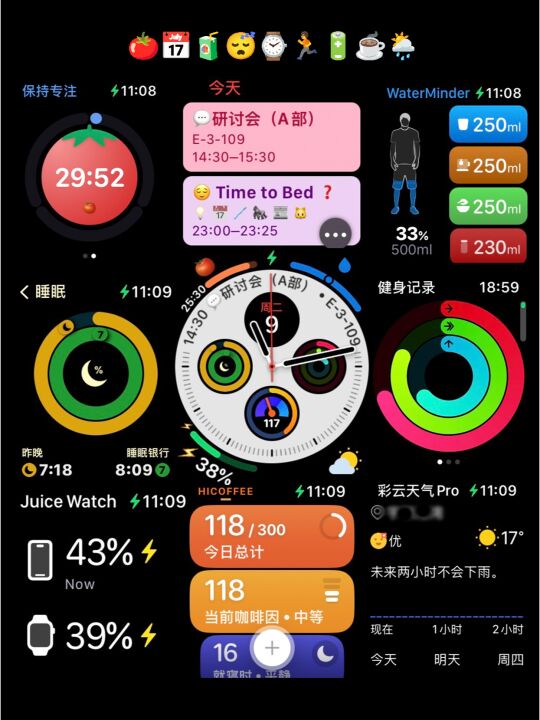 JUL
17
保持专注
11:08
29:52
今天
研讨会（A部）
E-3-109
14:30–15:30
Time to Bed ❓
23:00–23:25
WaterMinder
11:08
250ml
250ml
250ml
230ml
33%
500ml
睡眠
11:09
7
%
昨晚
7:18
睡眠银行
8:09 7
25:30
14:30 研讨会（A部） • E-3-109
周二
9
117
38%
健身记录
18:59
Juice Watch
11:09
43%
Now
39%
HICOFFEE
11:09
118 / 300
今日总计
118
当前咖啡因 • 中等
16
就寝时 • 平静
彩云天气 Pro
11:09
优
17°
未来两小时不会下雨。
现在
1小时
2小时
今天
明天
周四